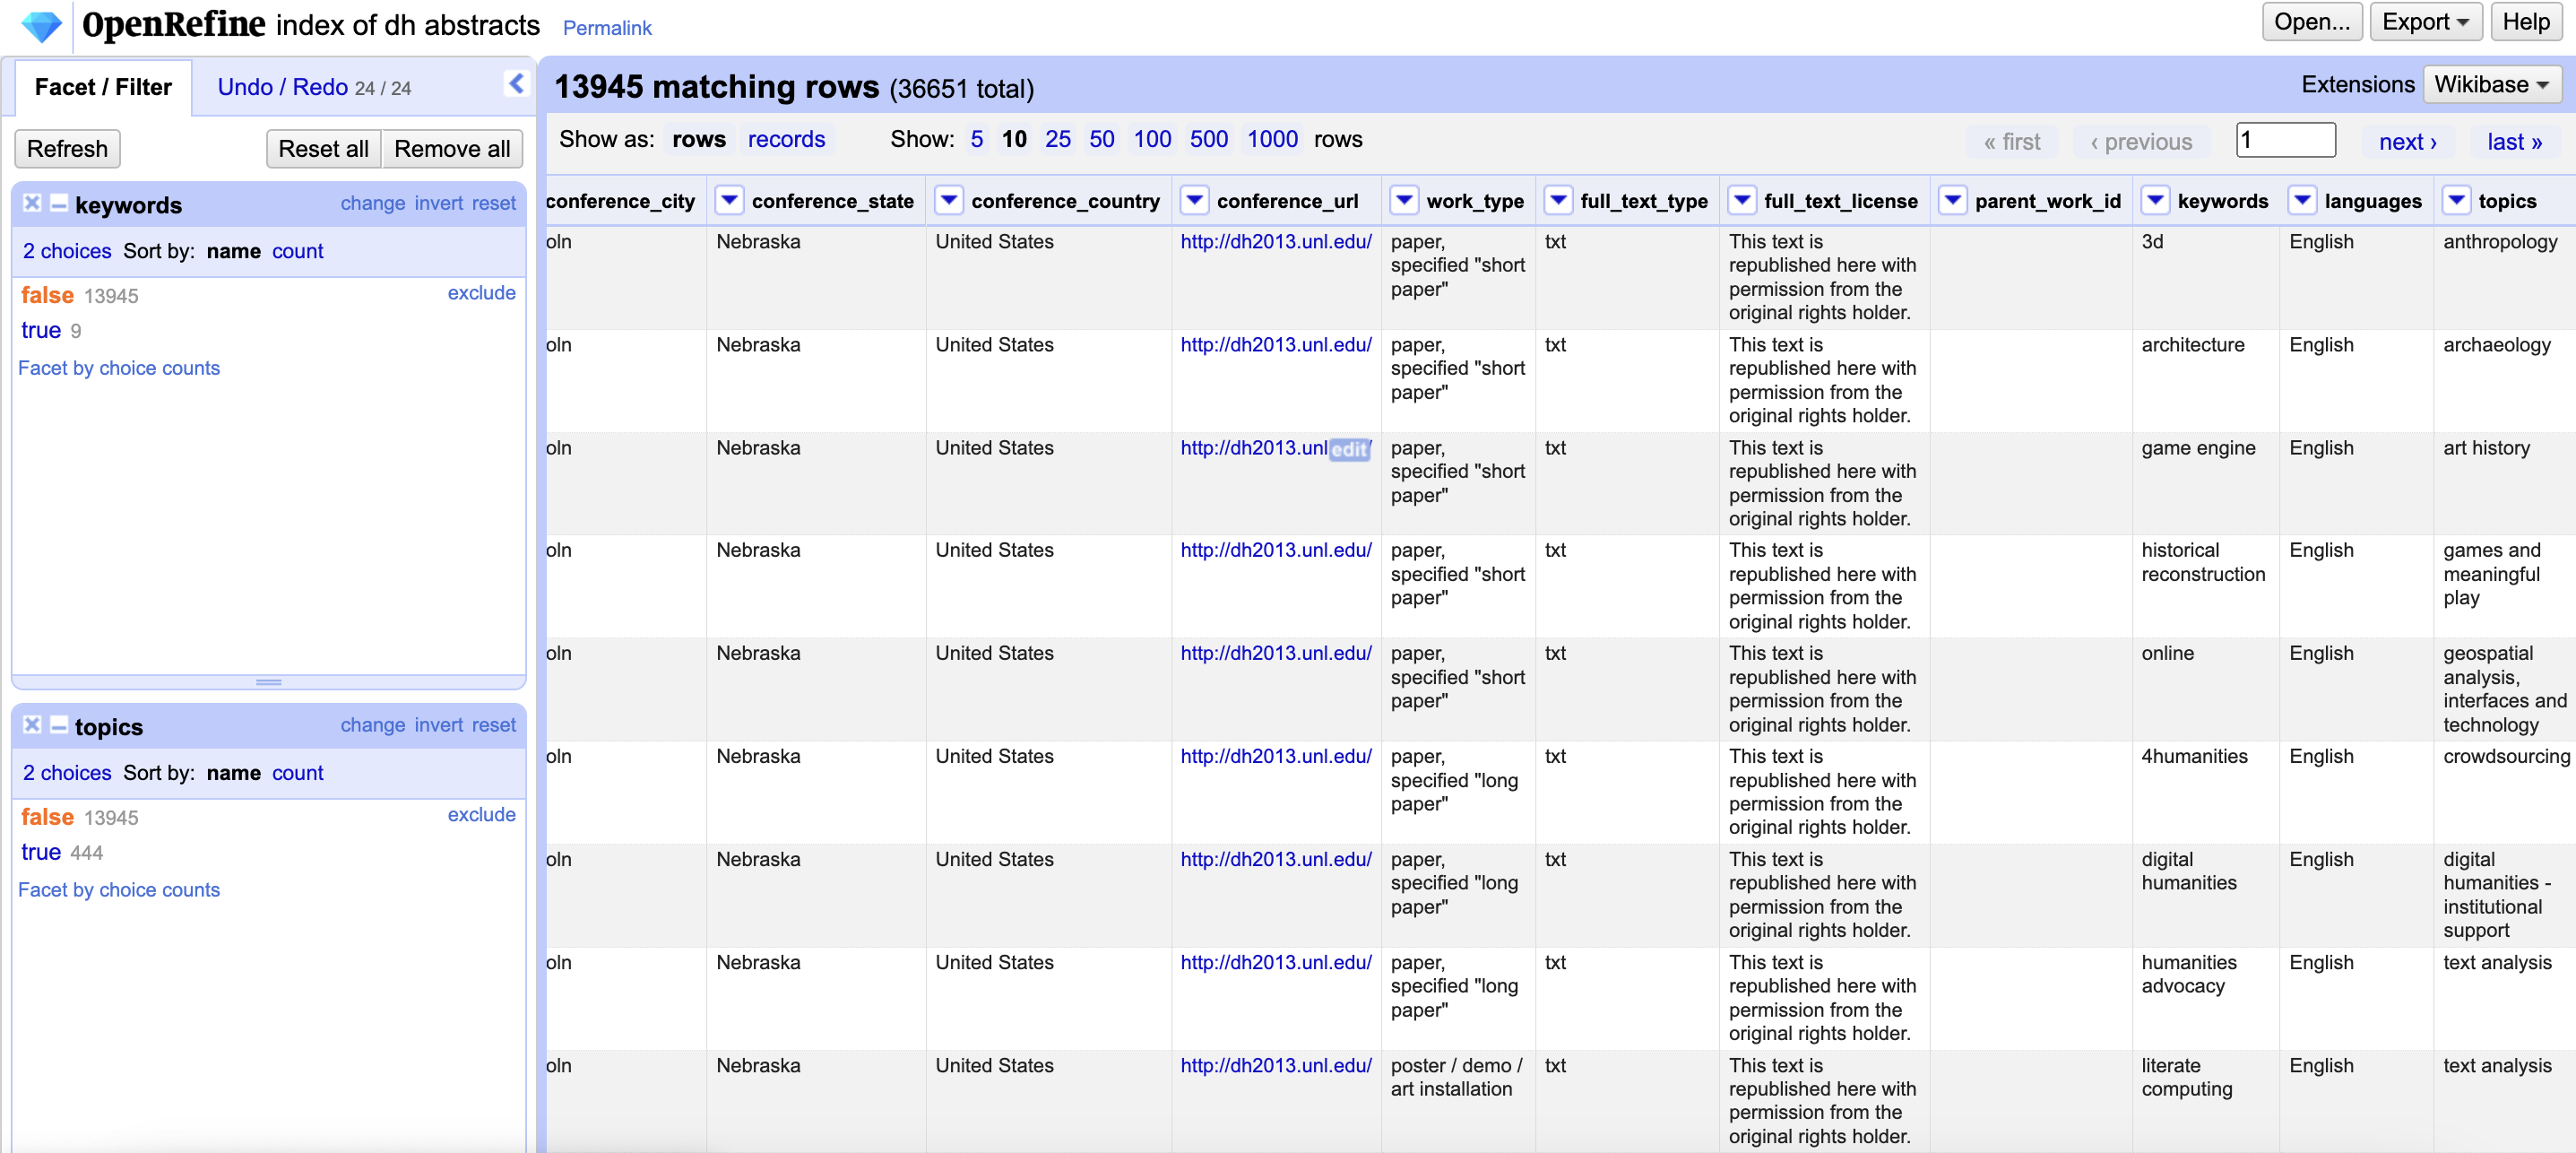 OpenRefine index of dh abstracts Permalink
Open... Export Help
Facet / Filter Undo / Redo 24 / 24
13945 matching rows (36651 total)
Extensions Wikibase
Refresh Reset all Remove all
Show as: rows records Show: 5 10 25 50 100 500 1000 rows
« first ‹ previous 1 next › last »
keywords change invert reset
2 choices Sort by: name count
false 13945 exclude
true 9
Facet by choice counts
topics change invert reset
2 choices Sort by: name count
false 13945 exclude
true 444
Facet by choice counts
conference_city conference_state conference_country conference_url work_type full_text_type full_text_license parent_work_id keywords languages topics
oln Nebraska United States http://dh2013.unl.edu/ paper, txt This text is 3d English anthropology
specified "short republished here with
paper" permission from the
original rights holder.
oln Nebraska United States http://dh2013.unl.edu/ paper, txt This text is architecture English archaeology
specified "short republished here with
paper" permission from the
original rights holder.
oln Nebraska United States http://dh2013.unl edit / paper, txt This text is game engine English art history
specified "short republished here with
paper" permission from the
original rights holder.
oln Nebraska United States http://dh2013.unl.edu/ paper, txt This text is historical English games and
specified "short republished here with reconstruction meaningful
paper" permission from the play
original rights holder.
oln Nebraska United States http://dh2013.unl.edu/ paper, txt This text is online English geospatial
specified "short republished here with analysis,
paper" permission from the interfaces and
original rights holder. technology
oln Nebraska United States http://dh2013.unl.edu/ paper, txt This text is 4humanities English crowdsourcing
specified "long republished here with
paper" permission from the
original rights holder.
oln Nebraska United States http://dh2013.unl.edu/ paper, txt This text is digital English digital
specified "long republished here with humanities humanities -
paper" permission from the institutional
original rights holder. support
oln Nebraska United States http://dh2013.unl.edu/ paper, txt This text is humanities English text analysis
specified "long republished here with advocacy
paper" permission from the
original rights holder.
oln Nebraska United States http://dh2013.unl.edu/ poster / demo / txt This text is literate English text analysis
art installation republished here with computing
permission from the
original rights holder.